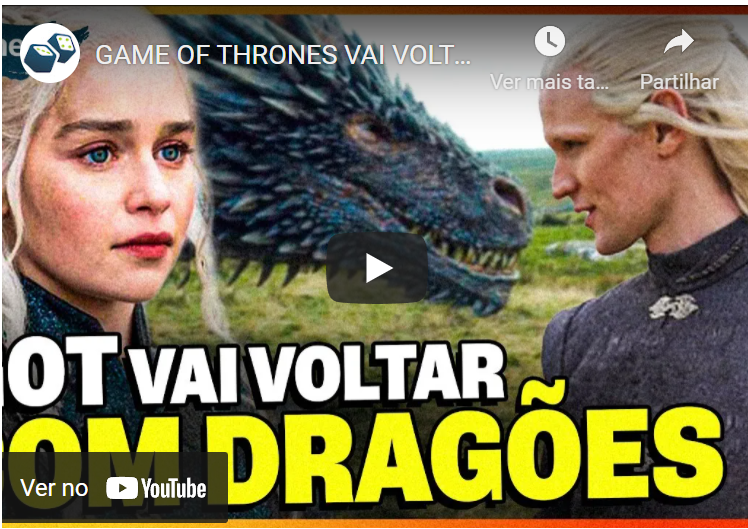 GAME OF THRONES VAI VOLT...
Ver mais ta...
Partilhar
OT VAI VOLTAR
OM DRAGÕES
Ver no YouTube